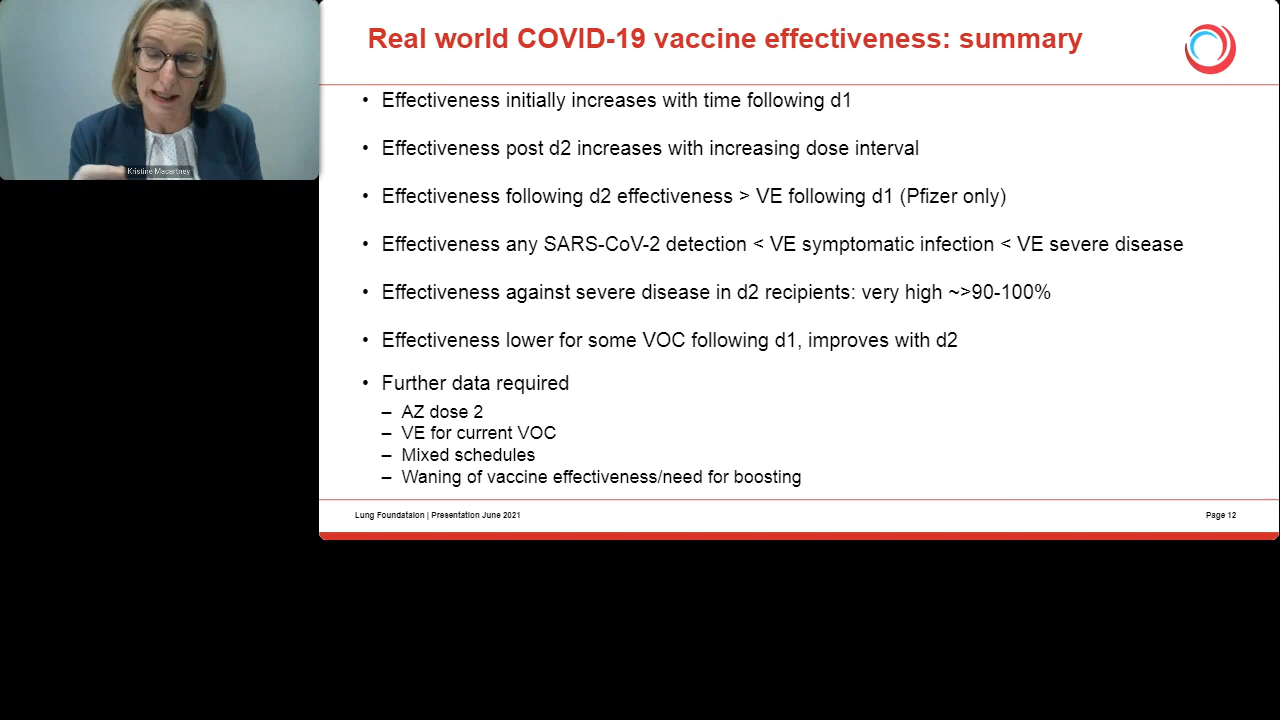 Kristine Macartney
Real world COVID-19 vaccine effectiveness: summary
• Effectiveness initially increases with time following d1
• Effectiveness post d2 increases with increasing dose interval
• Effectiveness following d2 effectiveness > VE following d1 (Pfizer only)
• Effectiveness any SARS-CoV-2 detection < VE symptomatic infection < VE severe disease
• Effectiveness against severe disease in d2 recipients: very high ~>90-100%
• Effectiveness lower for some VOC following d1, improves with d2
• Further data required
– AZ dose 2
– VE for current VOC
– Mixed schedules
– Waning of vaccine effectiveness/need for boosting
Lung Foundataion | Presentation June 2021
Page 12